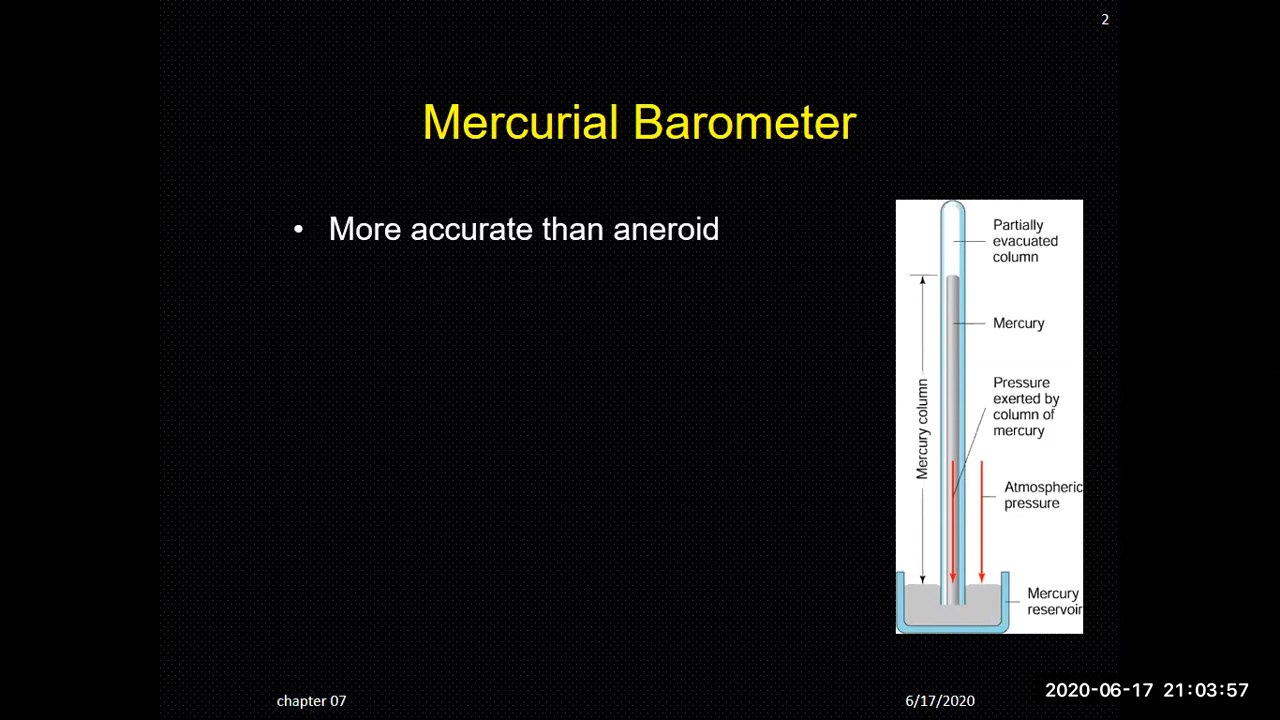 2
Mercurial Barometer
• More accurate than aneroid
Partially
evacuated
column
Mercury
Mercury column
Pressure
exerted by
column of
mercury
Atmospheric
pressure
Mercury
reservoir
chapter 07
6/17/2020
2020-06-17 21:03:57